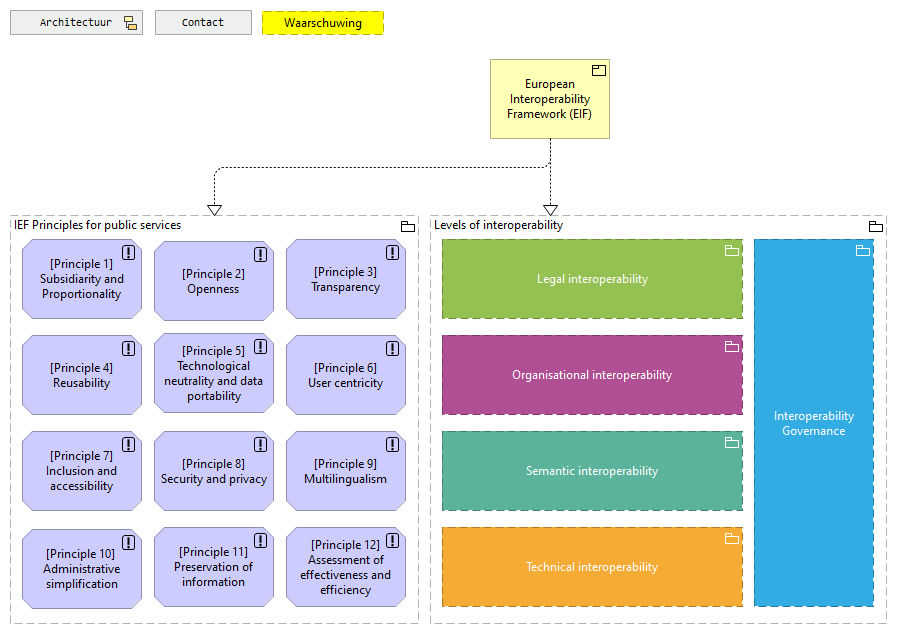 Architectuur
Contact
Waarschuwing
European
Interoperability
Framework (EIF)
IEF Principles for public services
[Principle 1]
Subsidiarity and
Proportionality
[Principle 2]
Openness
[Principle 3]
Transparency
[Principle 4]
Reusability
[Principle 5]
Technological
neutrality and data
portability
[Principle 6]
User centricity
[Principle 7]
Inclusion and
accessibility
[Principle 8]
Security and privacy
[Principle 9]
Multilingualism
[Principle 10]
Administrative
simplification
[Principle 11]
Preservation of
information
[Principle 12]
Assessment of
effectiveness and
efficiency
Levels of interoperability
Legal interoperability
Organisational interoperability
Semantic interoperability
Technical interoperability
Interoperability
Governance